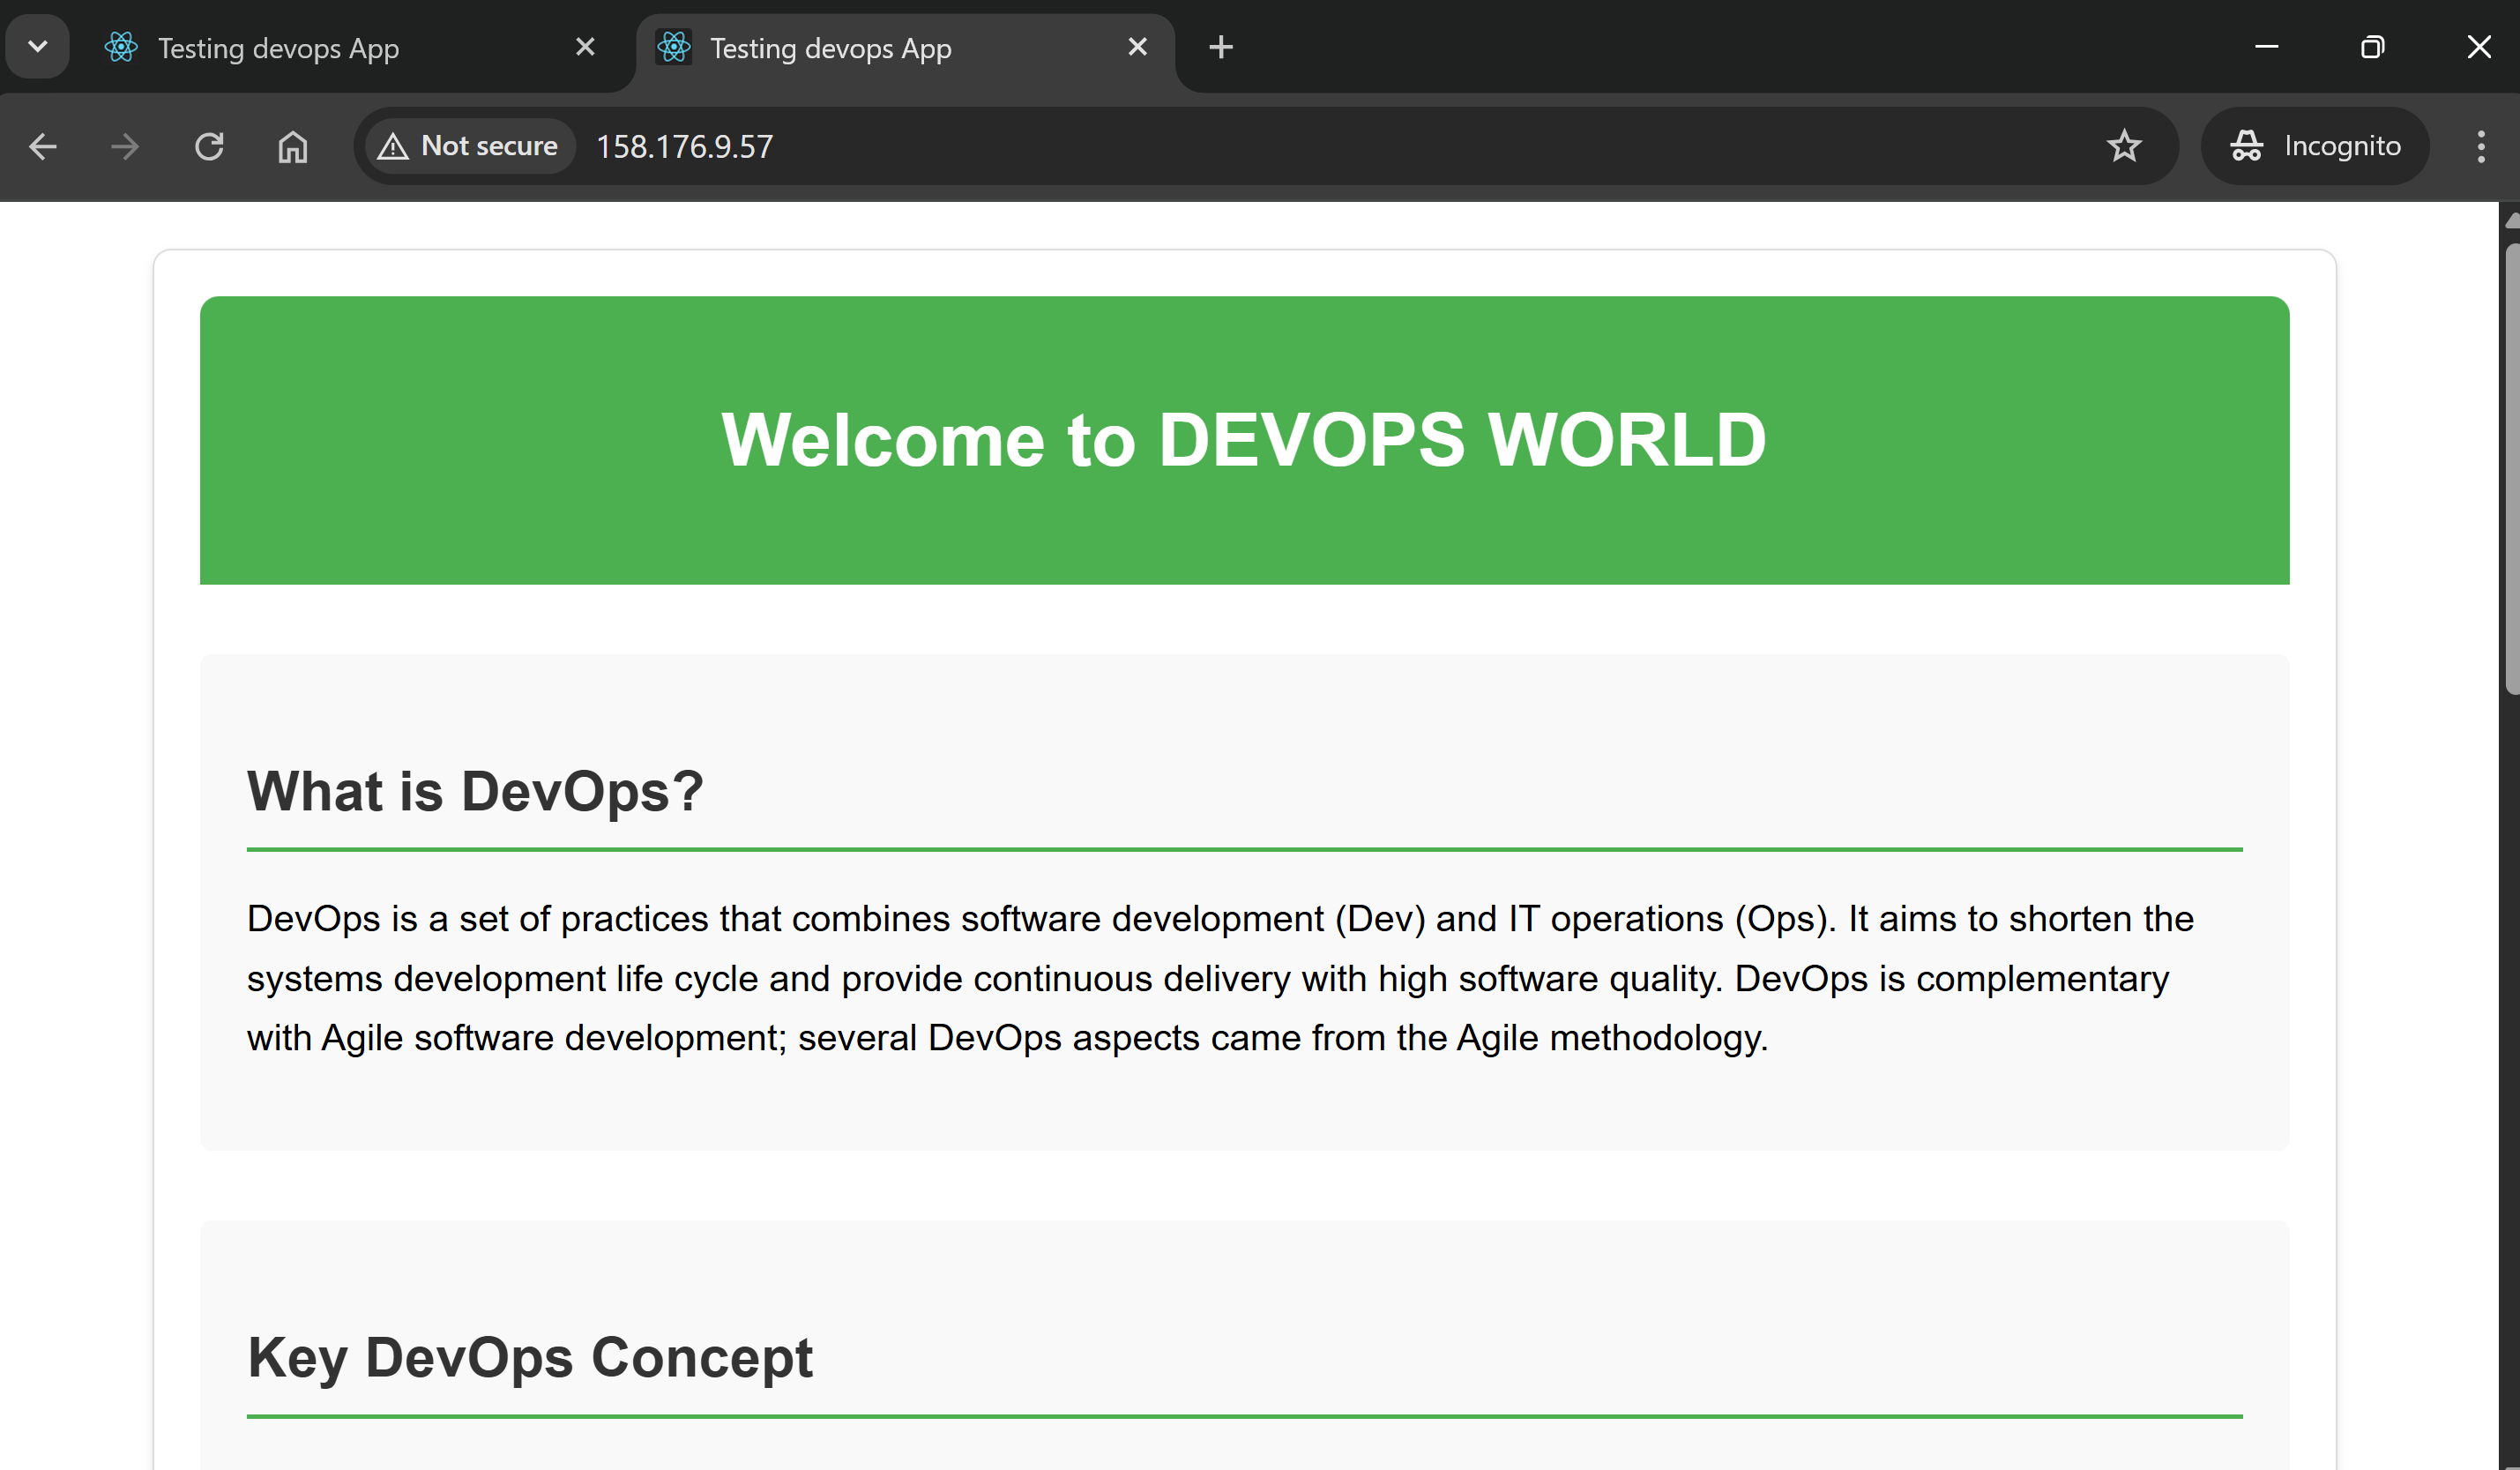 Testing devops App
Testing devops App
Not secure
158.176.9.57
Incognito
Welcome to DEVOPS WORLD
What is DevOps?
DevOps is a set of practices that combines software development (Dev) and IT operations (Ops). It aims to shorten the
systems development life cycle and provide continuous delivery with high software quality. DevOps is complementary
with Agile software development; several DevOps aspects came from the Agile methodology.
Key DevOps Concept